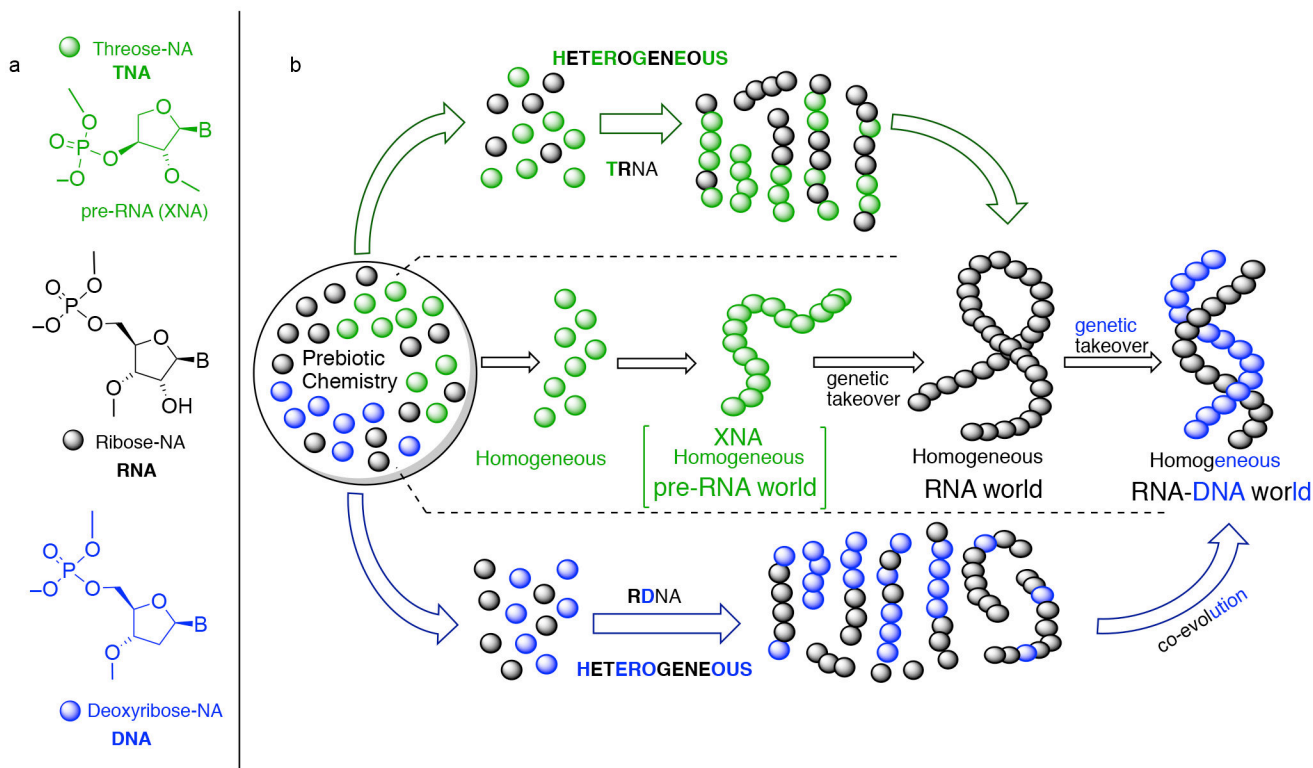 a
Threose-NA
TNA
O
O
B
O
P
O
–O
O
pre-RNA (XNA)
O
O
P
–O
O
O
B
O
OH
Ribose-NA
RNA
O
O
P
–O
O
O
B
O
Deoxyribose-NA
DNA
b
HETEROGENEOUS
TRNA
Prebiotic
Chemistry
Homogeneous
XNA
Homogeneous
pre-RNA world
genetic
takeover
Homogeneous
RNA world
genetic
takeover
Homogeneous
RNA-DNA world
RDNA
HETEROGENEOUS
co-evolution